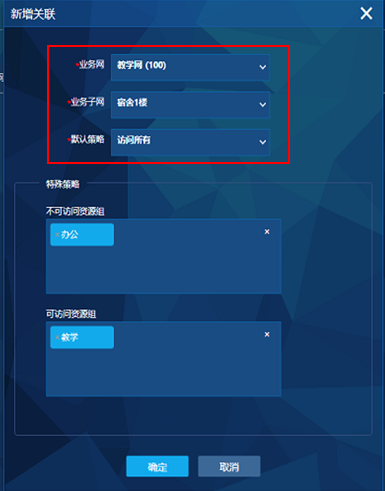 新增关联
*业务网 教学网 (100)
*业务子网 宿舍1楼
*默认策略 访问所有
特殊策略
不可访问资源组
×办公 ×
可访问资源组
×教学 ×
确定 取消